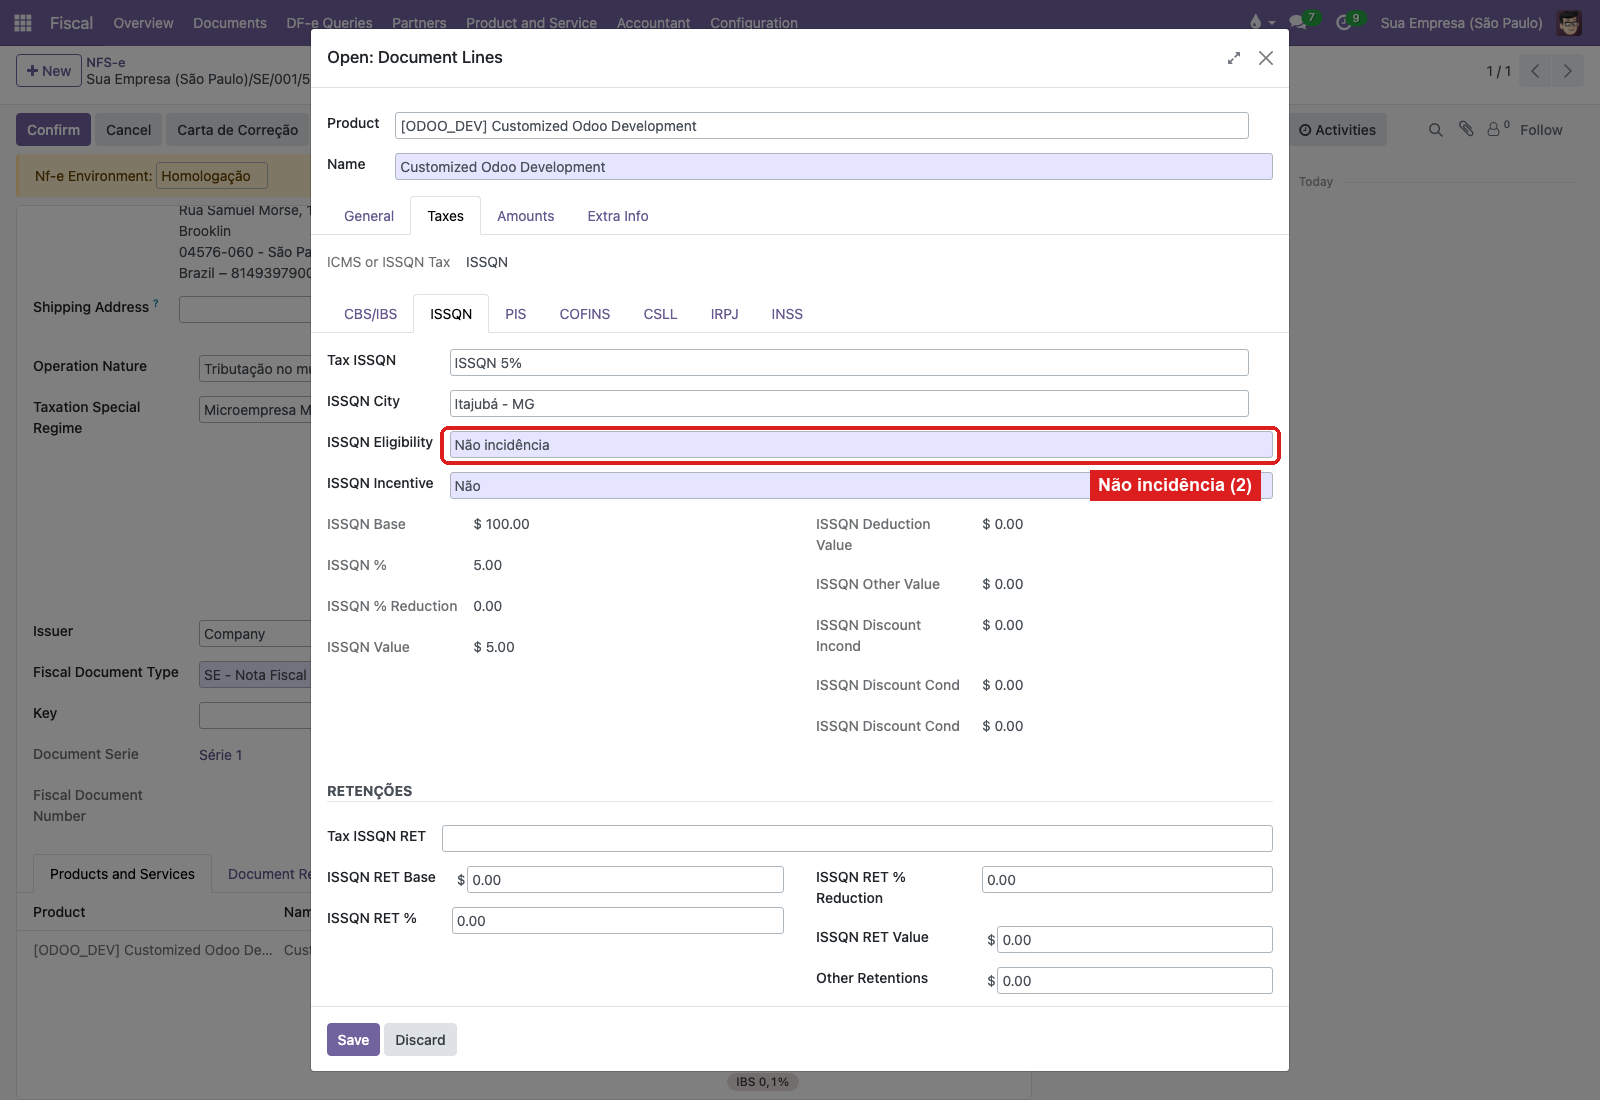 Fiscal Overview Documents DF-e Queries Partners Product and Service Accountant Configuration 7 9 Sua Empresa (São Paulo)
New
NFS-e
Sua Empresa (São Paulo)/SE/001/5
1 / 1
Confirm Cancel Carta de Correção
Activities 0 Follow
Nf-e Environment: Homologação
Today
Rua Samuel Morse, 1
Brooklin
04576-060 - São Pa
Brazil – 8149397900
Shipping Address ?
Operation Nature Tributação no mu
Taxation Special Regime Microempresa M
Issuer Company
Fiscal Document Type SE - Nota Fiscal
Key
Document Serie Série 1
Fiscal Document Number
Products and Services Document Re
Product Nam
[ODOO_DEV] Customized Odoo De... Cust
IBS 0,1%
Open: Document Lines
Product [ODOO_DEV] Customized Odoo Development
Name Customized Odoo Development
General Taxes Amounts Extra Info
ICMS or ISSQN Tax ISSQN
CBS/IBS ISSQN PIS COFINS CSLL IRPJ INSS
Tax ISSQN ISSQN 5%
ISSQN City Itajubá - MG
ISSQN Eligibility Não incidência
ISSQN Incentive Não
Não incidência (2)
ISSQN Base $ 100.00
ISSQN % 5.00
ISSQN % Reduction 0.00
ISSQN Value $ 5.00
ISSQN Deduction Value $ 0.00
ISSQN Other Value $ 0.00
ISSQN Discount Incond $ 0.00
ISSQN Discount Cond $ 0.00
ISSQN Discount Cond $ 0.00
RETENÇÕES
Tax ISSQN RET
ISSQN RET Base $ 0.00
ISSQN RET % 0.00
ISSQN RET % Reduction 0.00
ISSQN RET Value $ 0.00
Other Retentions $ 0.00
Save Discard